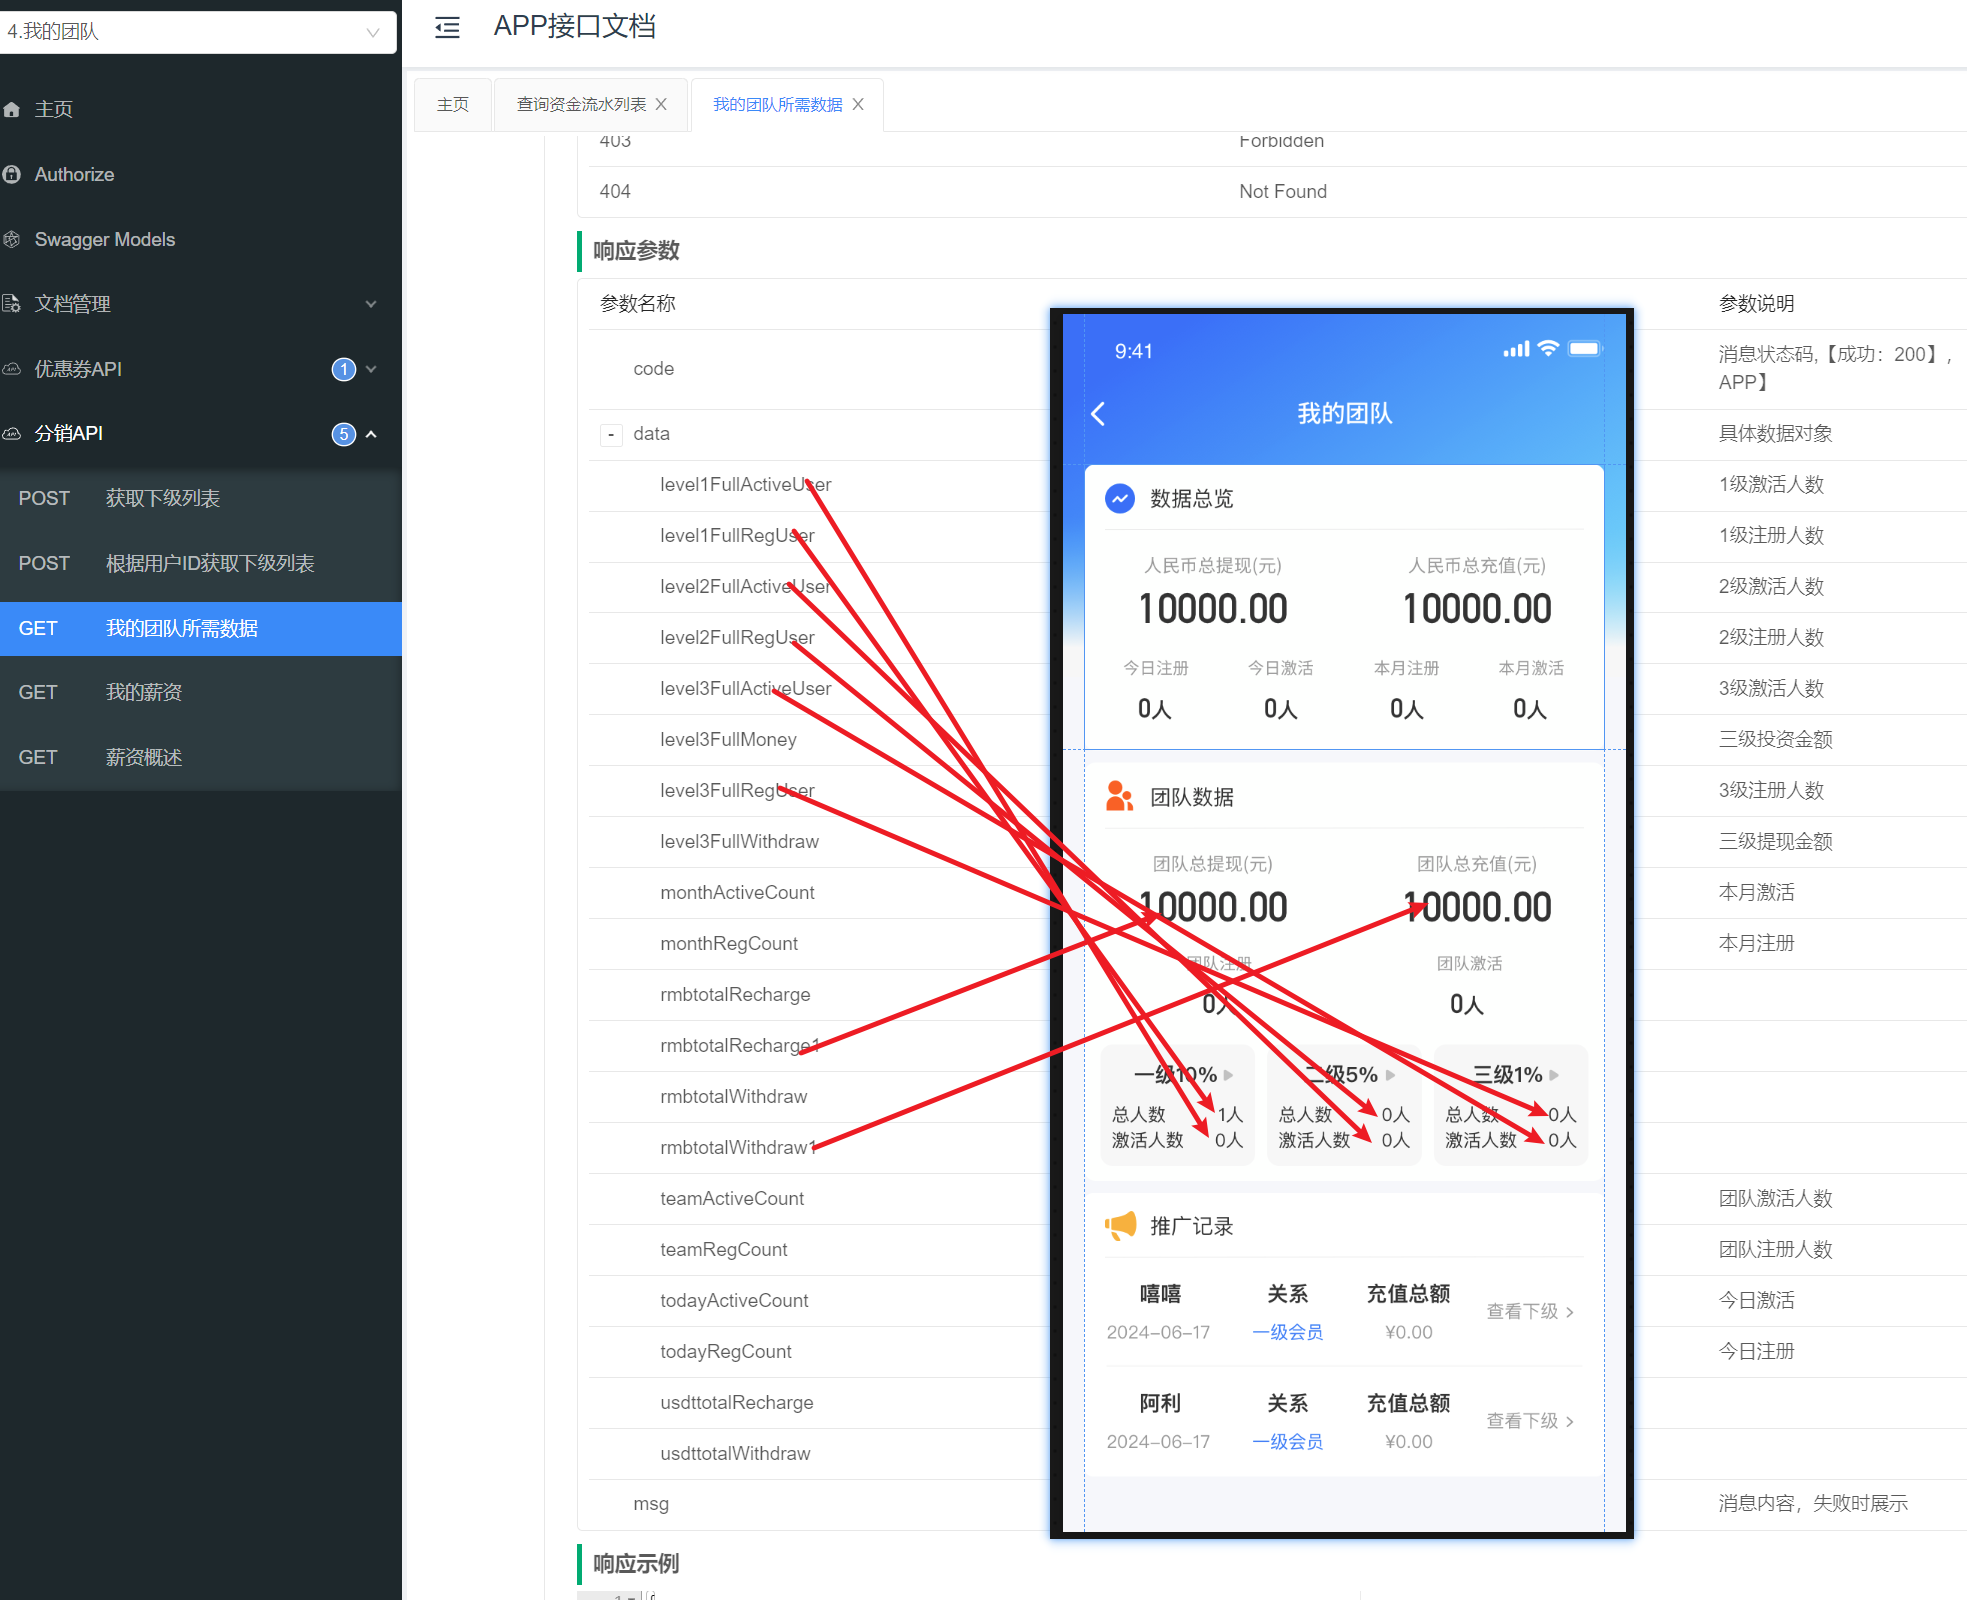 4.我的团队
主页
Authorize
Swagger Models
文档管理
优惠券API 1
分销API 5
POST 获取下级列表
POST 根据用户ID获取下级列表
GET 我的团队所需数据
GET 我的薪资
GET 薪资概述
APP接口文档
主页
查询资金流水列表
我的团队所需数据
403 Forbidden
404 Not Found
响应参数
参数名称 参数说明
code 消息状态码,【成功：200】,
APP】
- data 具体数据对象
level1FullActiveUser 1级激活人数
level1FullRegUser 1级注册人数
level2FullActiveUser 2级激活人数
level2FullRegUser 2级注册人数
level3FullActiveUser 3级激活人数
level3FullMoney 三级投资金额
level3FullRegUser 3级注册人数
level3FullWithdraw 三级提现金额
monthActiveCount 本月激活
monthRegCount 本月注册
rmbtotalRecharge
rmbtotalRecharge1
rmbtotalWithdraw
rmbtotalWithdraw1
teamActiveCount 团队激活人数
teamRegCount 团队注册人数
todayActiveCount 今日激活
todayRegCount 今日注册
usdttotalRecharge
usdttotalWithdraw
msg 消息内容，失败时展示
响应示例
1
9:41
我的团队
数据总览
人民币总提现(元) 人民币总充值(元)
10000.00 10000.00
今日注册 今日激活 本月注册 本月激活
0人 0人 0人 0人
团队数据
团队总提现(元) 团队总充值(元)
10000.00 10000.00
团队注册 团队激活
0人 0人
一级10% 二级5% 三级1%
总人数 1人 总人数 0人 总人数 0人
激活人数 0人 激活人数 0人 激活人数 0人
推广记录
嘻嘻 关系 充值总额 查看下级
2024-06-17 一级会员 ¥0.00
阿利 关系 充值总额 查看下级
2024-06-17 一级会员 ¥0.00